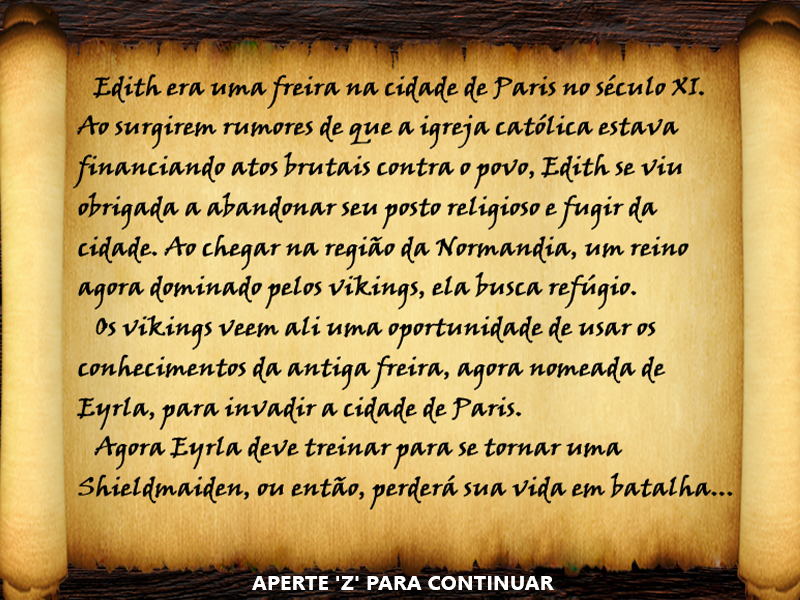 Edith era uma freira na cidade de Paris no século XI.
Ao surgirem rumores de que a igreja católica estava
financiando atos brutais contra o povo, Edith se viu
obrigada a abandonar seu posto religioso e fugir da
cidade. Ao chegar na região da Normandia, um reino
agora dominado pelos vikings, ela busca refúgio.
Os vikings veem ali uma oportunidade de usar os
conhecimentos da antiga freira, agora nomeada de
Eyrla, para invadir a cidade de Paris.
Agora Eyrla deve treinar para se tornar uma
Shieldmaiden, ou então, perderá sua vida em batalha...
APERTE 'Z' PARA CONTINUAR